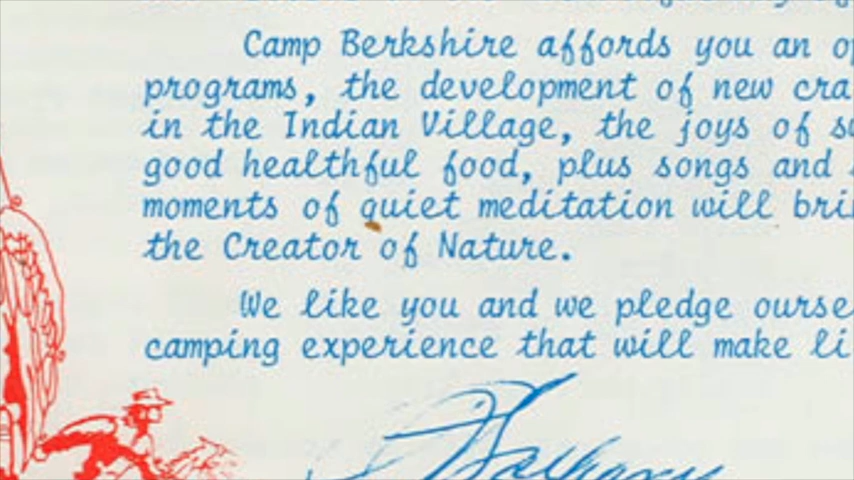 Camp Berkshire affords you an
programs, the development of new
in the Indian Village, the joys of
good healthful food, plus songs and
moments of quiet meditation will
the Creator of Nature.
We like you and we pledge
camping experience that will make